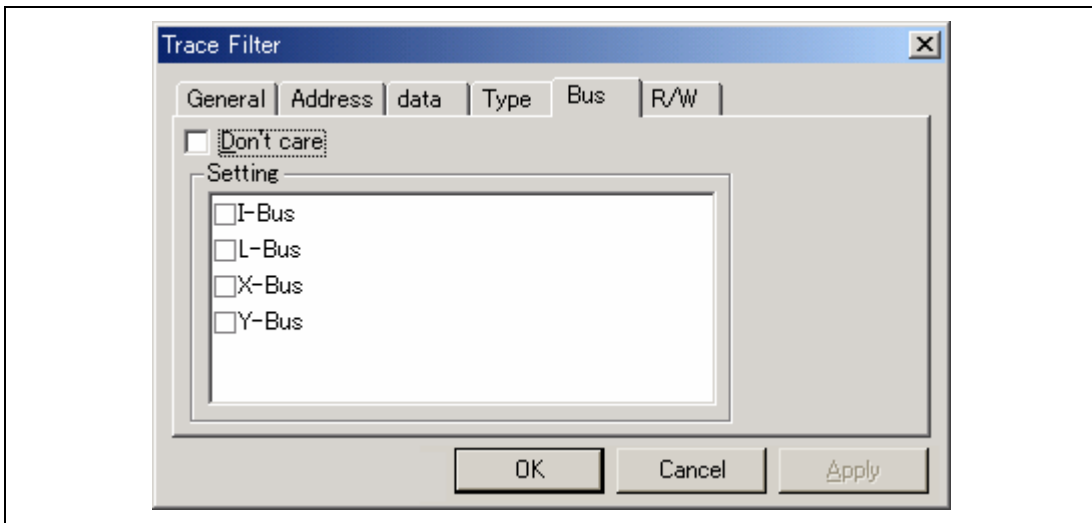 Trace Filter
General Address data Type Bus R/W
Don't care
Setting
I-Bus
L-Bus
X-Bus
Y-Bus
OK Cancel Apply